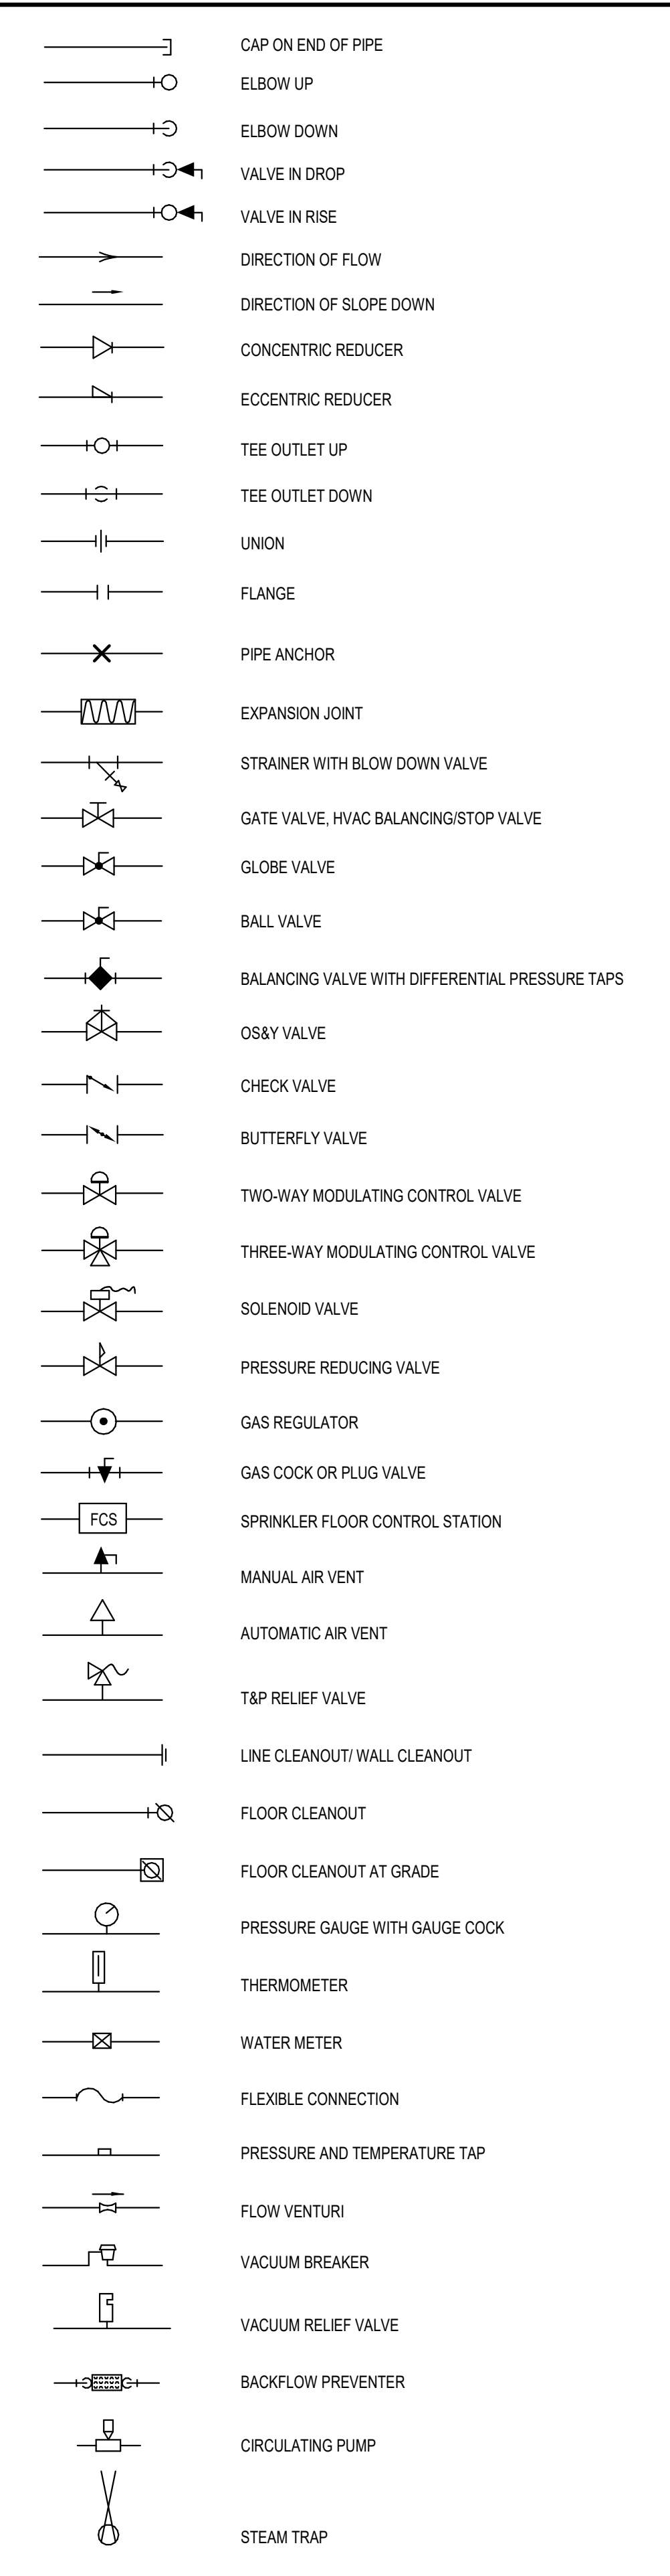 CAP ON END OF PIPE
ELBOW UP
ELBOW DOWN
VALVE IN DROP
VALVE IN RISE
DIRECTION OF FLOW
DIRECTION OF SLOPE DOWN
CONCENTRIC REDUCER
ECCENTRIC REDUCER
TEE OUTLET UP
TEE OUTLET DOWN
UNION
FLANGE
PIPE ANCHOR
EXPANSION JOINT
STRAINER WITH BLOW DOWN VALVE
GATE VALVE, HVAC BALANCING/STOP VALVE
GLOBE VALVE
BALL VALVE
BALANCING VALVE WITH DIFFERENTIAL PRESSURE TAPS
OS&Y VALVE
CHECK VALVE
BUTTERFLY VALVE
TWO-WAY MODULATING CONTROL VALVE
THREE-WAY MODULATING CONTROL VALVE
SOLENOID VALVE
PRESSURE REDUCING VALVE
GAS REGULATOR
GAS COCK OR PLUG VALVE
FCS SPRINKLER FLOOR CONTROL STATION
MANUAL AIR VENT
AUTOMATIC AIR VENT
T&P RELIEF VALVE
LINE CLEANOUT/ WALL CLEANOUT
FLOOR CLEANOUT
FLOOR CLEANOUT AT GRADE
PRESSURE GAUGE WITH GAUGE COCK
THERMOMETER
WATER METER
FLEXIBLE CONNECTION
PRESSURE AND TEMPERATURE TAP
FLOW VENTURI
VACUUM BREAKER
VACUUM RELIEF VALVE
BACKFLOW PREVENTER
CIRCULATING PUMP
STEAM TRAP